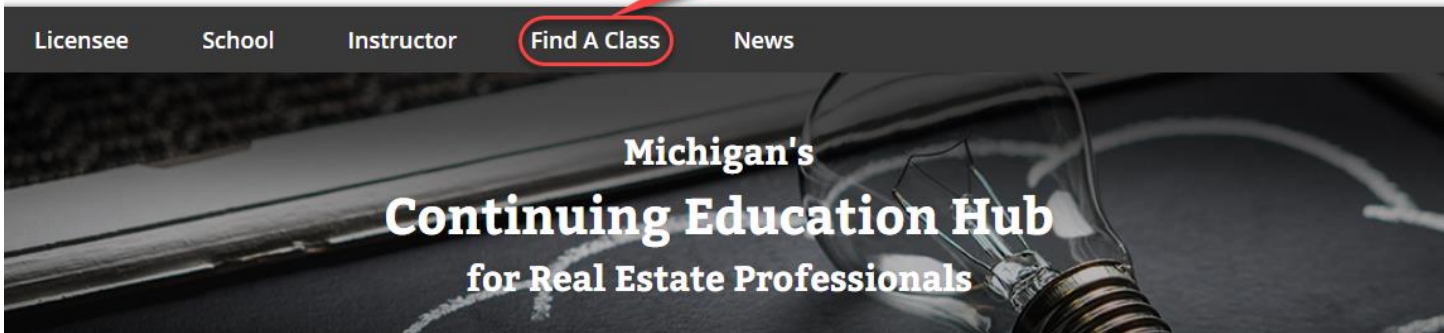 Licensee School Instructor Find A Class News
Michigan's
Continuing Education Hub
for Real Estate Professionals